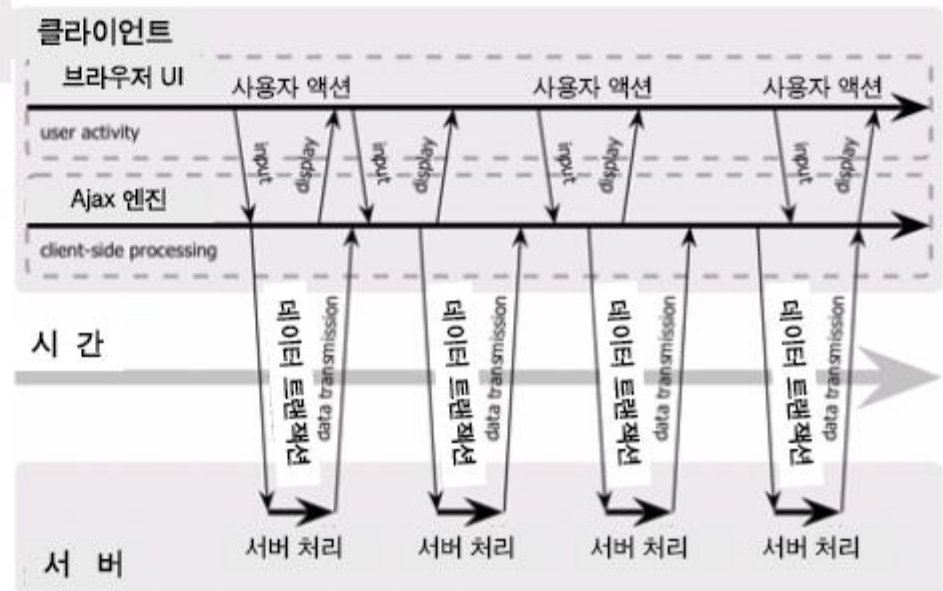 클라이언트
브라우저 UI
사용자 액션 사용자 액션 사용자 액션
user activity
input display input display input display input display
Ajax 엔진
client-side processing
데이터 트랜잭션 data transmission 데이터 트랜잭션 data transmission 데이터 트랜잭션 data transmission 데이터 트랜잭션 data transmission
시 간
서버 처리 서버 처리 서버 처리 서버 처리
서 버